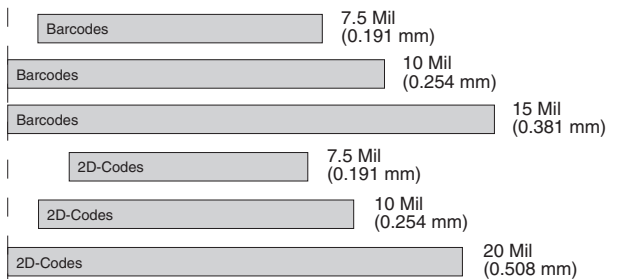 Barcodes
7.5 Mil
(0.191 mm)
Barcodes
10 Mil
(0.254 mm)
Barcodes
15 Mil
(0.381 mm)
2D-Codes
7.5 Mil
(0.191 mm)
2D-Codes
10 Mil
(0.254 mm)
2D-Codes
20 Mil
(0.508 mm)